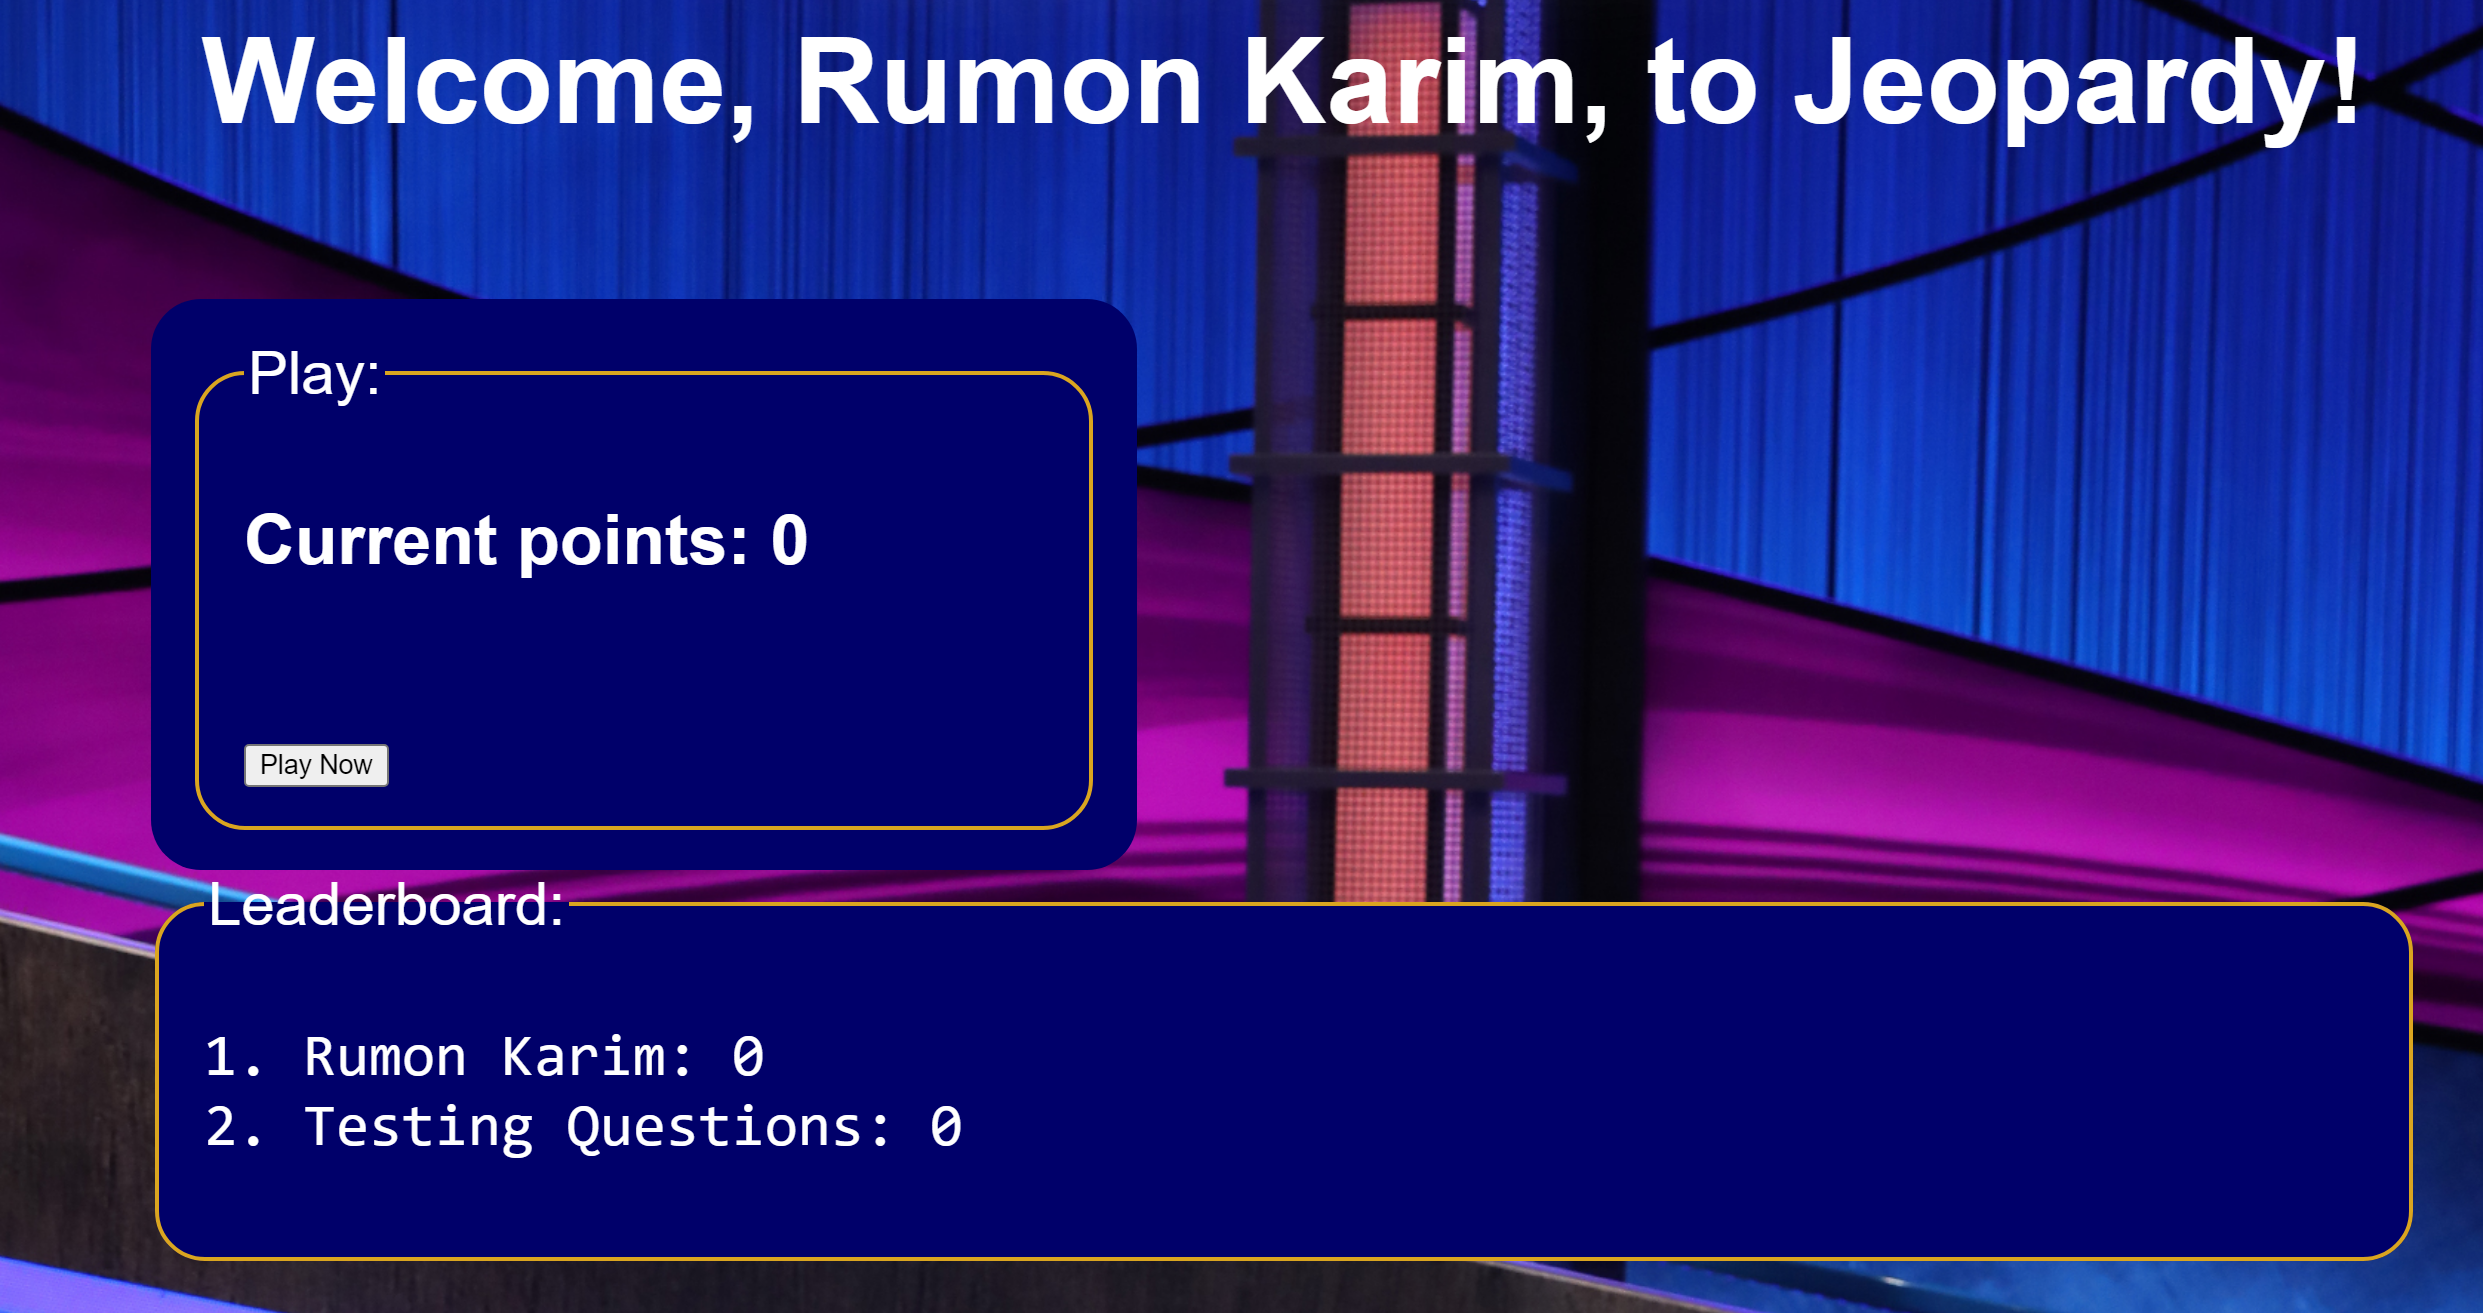 Welcome, Rumon Karim, to Jeopardy!
Play:
Current points: 0
Play Now
Leaderboard:
1. Rumon Karim: 0
2. Testing Questions: 0